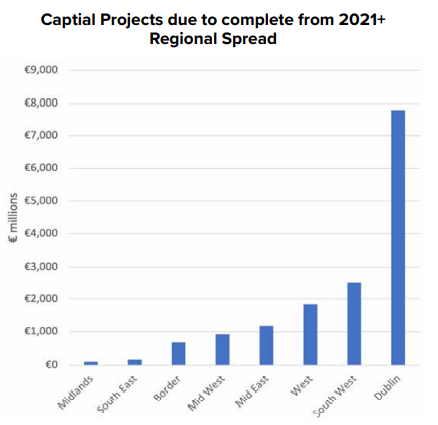 Captial Projects due to complete from 2021+
Regional Spread
€ millions
€9,000
€8,000
€7,000
€6,000
€5,000
€4,000
€3,000
€2,000
€1,000
€0
Midlands
South East
Border
Mid West
Mid East
West
South West
Dublin